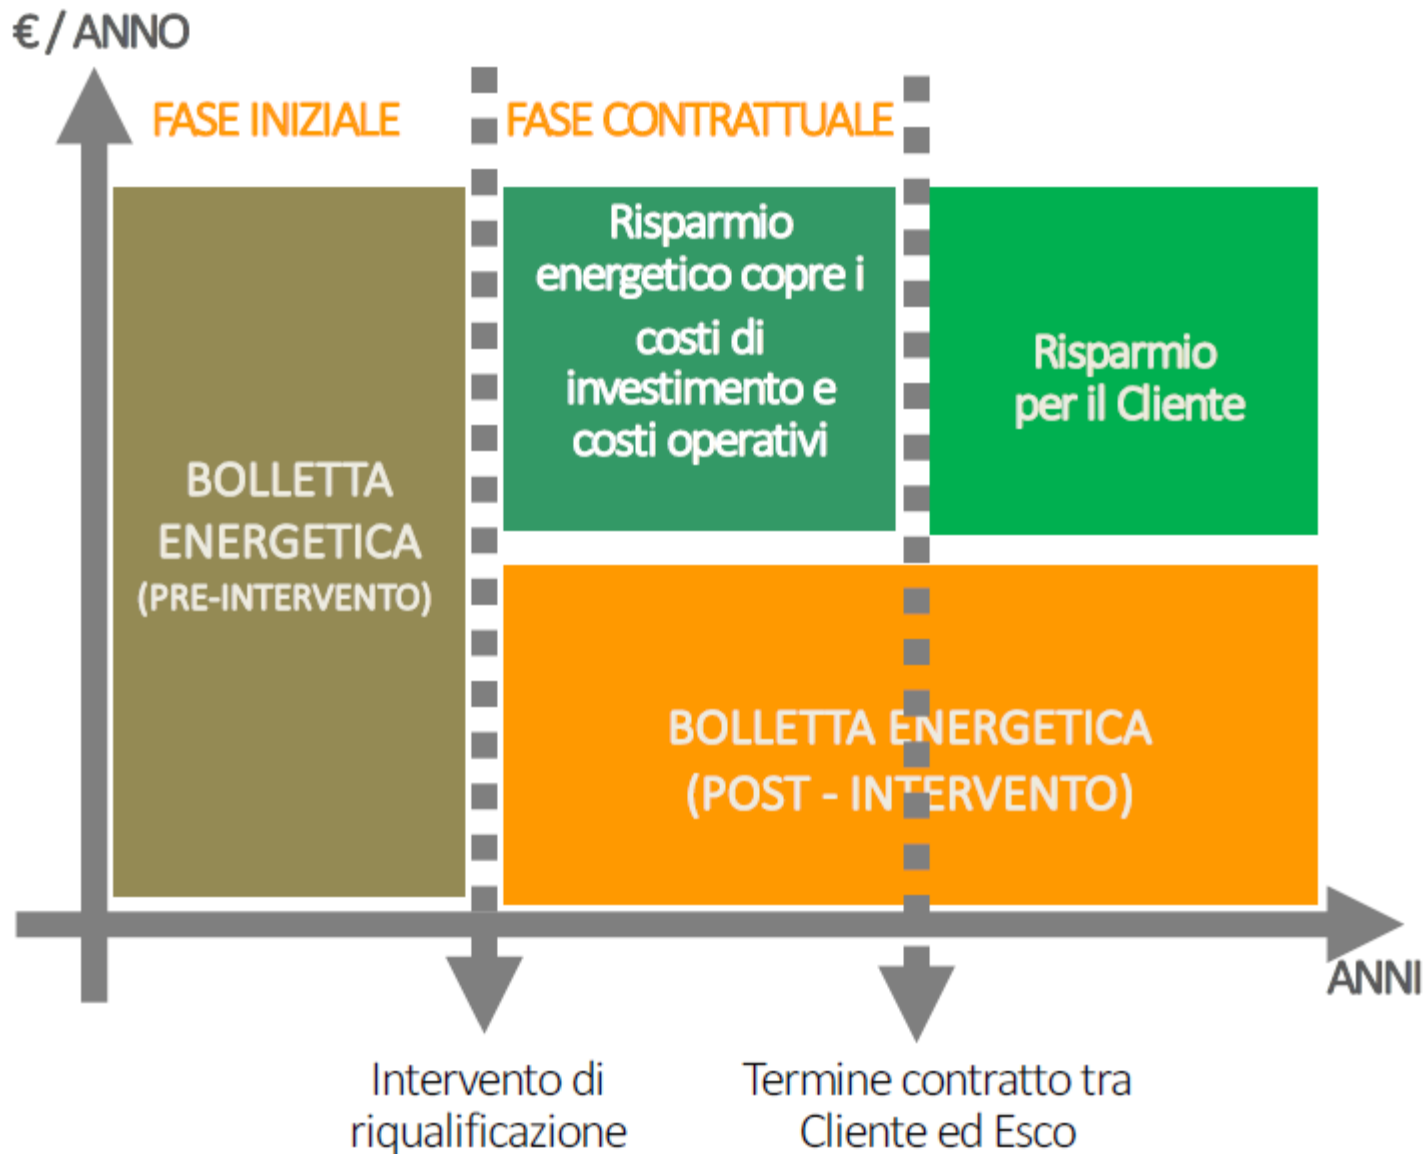 € / ANNO
FASE INIZIALE
FASE CONTRATTUALE
Risparmio
energetico copre i
costi di
investimento e
costi operativi
Risparmio
per il Cliente
BOLLETTA
ENERGETICA
(PRE-INTERVENTO)
BOLLETTA ENERGETICA
(POST - INTERVENTO)
ANNI
Intervento di
riqualificazione
Termine contratto tra
Cliente ed Esco